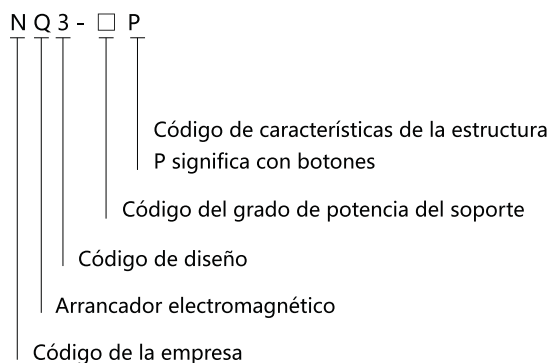 NQ3-□ P
Código de características de la estructura
P significa con botones
Código del grado de potencia del soporte
Código de diseño
Arrancador electromagnético
Código de la empresa